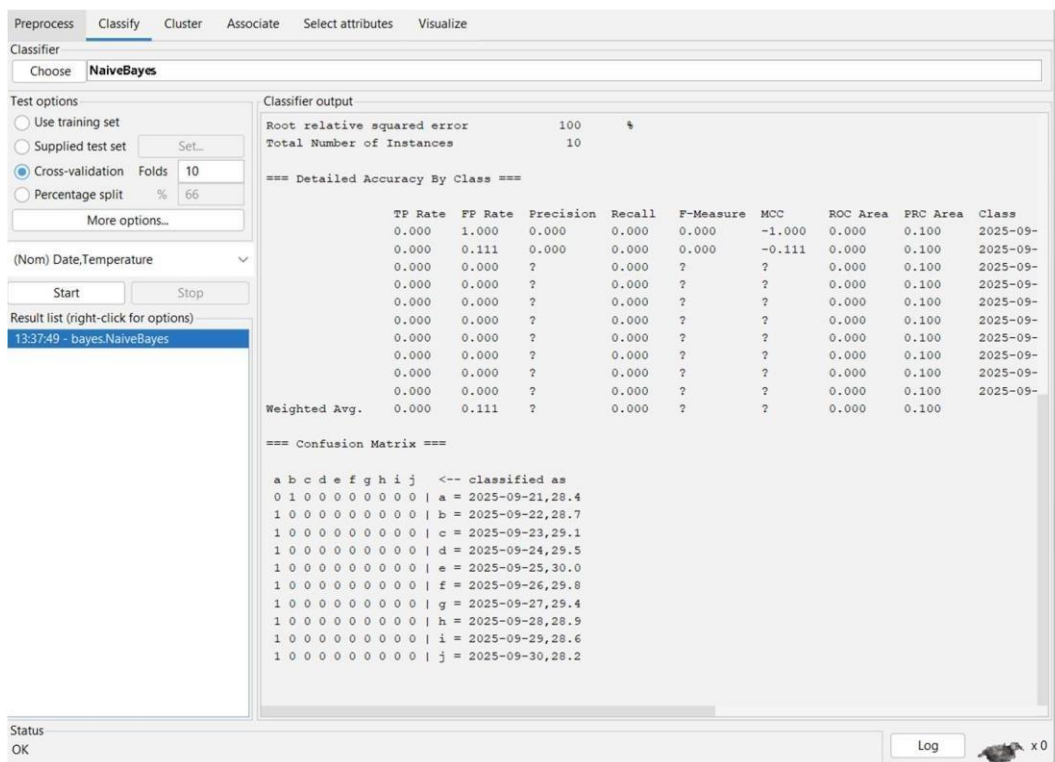 Preprocess Classify Cluster Associate Select attributes Visualize
Classifier
Choose NaiveBayes
Test options
Use training set
Supplied test set Set...
Cross-validation Folds 10
Percentage split % 66
More options...
(Nom) Date,Temperature
Start Stop
Result list (right-click for options)
13:37:49 - bayes.NaiveBayes
Classifier output
Root relative squared error 100 %
Total Number of Instances 10
=== Detailed Accuracy By Class ===
TP Rate FP Rate Precision Recall F-Measure MCC ROC Area PRC Area Class
0.000 1.000 0.000 0.000 0.000 -1.000 0.000 0.100 2025-09-
0.000 0.111 0.000 0.000 0.000 -0.111 0.000 0.100 2025-09-
0.000 0.000 ? 0.000 ? ? 0.000 0.100 2025-09-
0.000 0.000 ? 0.000 ? ? 0.000 0.100 2025-09-
0.000 0.000 ? 0.000 ? ? 0.000 0.100 2025-09-
0.000 0.000 ? 0.000 ? ? 0.000 0.100 2025-09-
0.000 0.000 ? 0.000 ? ? 0.000 0.100 2025-09-
0.000 0.000 ? 0.000 ? ? 0.000 0.100 2025-09-
0.000 0.000 ? 0.000 ? ? 0.000 0.100 2025-09-
0.000 0.000 ? 0.000 ? ? 0.000 0.100 2025-09-
Weighted Avg. 0.000 0.111 ? 0.000 ? ? 0.000 0.100
=== Confusion Matrix ===
a b c d e f g h i j <-- classified as
0 1 0 0 0 0 0 0 0 0 | a = 2025-09-21,28.4
1 0 0 0 0 0 0 0 0 0 | b = 2025-09-22,28.7
1 0 0 0 0 0 0 0 0 0 | c = 2025-09-23,29.1
1 0 0 0 0 0 0 0 0 0 | d = 2025-09-24,29.5
1 0 0 0 0 0 0 0 0 0 | e = 2025-09-25,30.0
1 0 0 0 0 0 0 0 0 0 | f = 2025-09-26,29.8
1 0 0 0 0 0 0 0 0 0 | g = 2025-09-27,29.4
1 0 0 0 0 0 0 0 0 0 | h = 2025-09-28,28.9
1 0 0 0 0 0 0 0 0 0 | i = 2025-09-29,28.6
1 0 0 0 0 0 0 0 0 0 | j = 2025-09-30,28.2
Status
OK
Log x 0